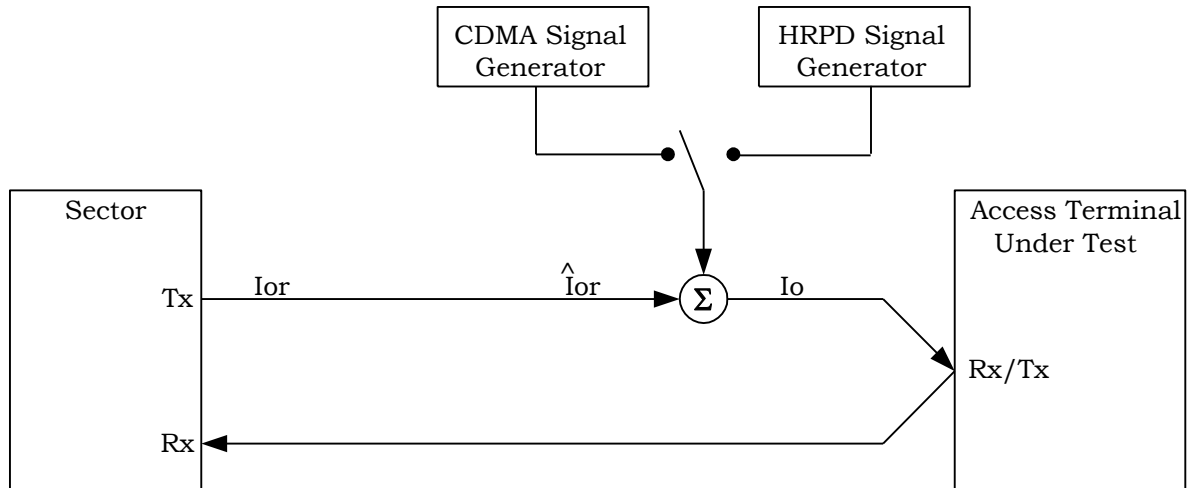 CDMA Signal
Generator
HRPD Signal
Generator
Sector
Access Terminal
Under Test
Tx
Ior
Îor
Σ
Io
Rx/Tx
Rx